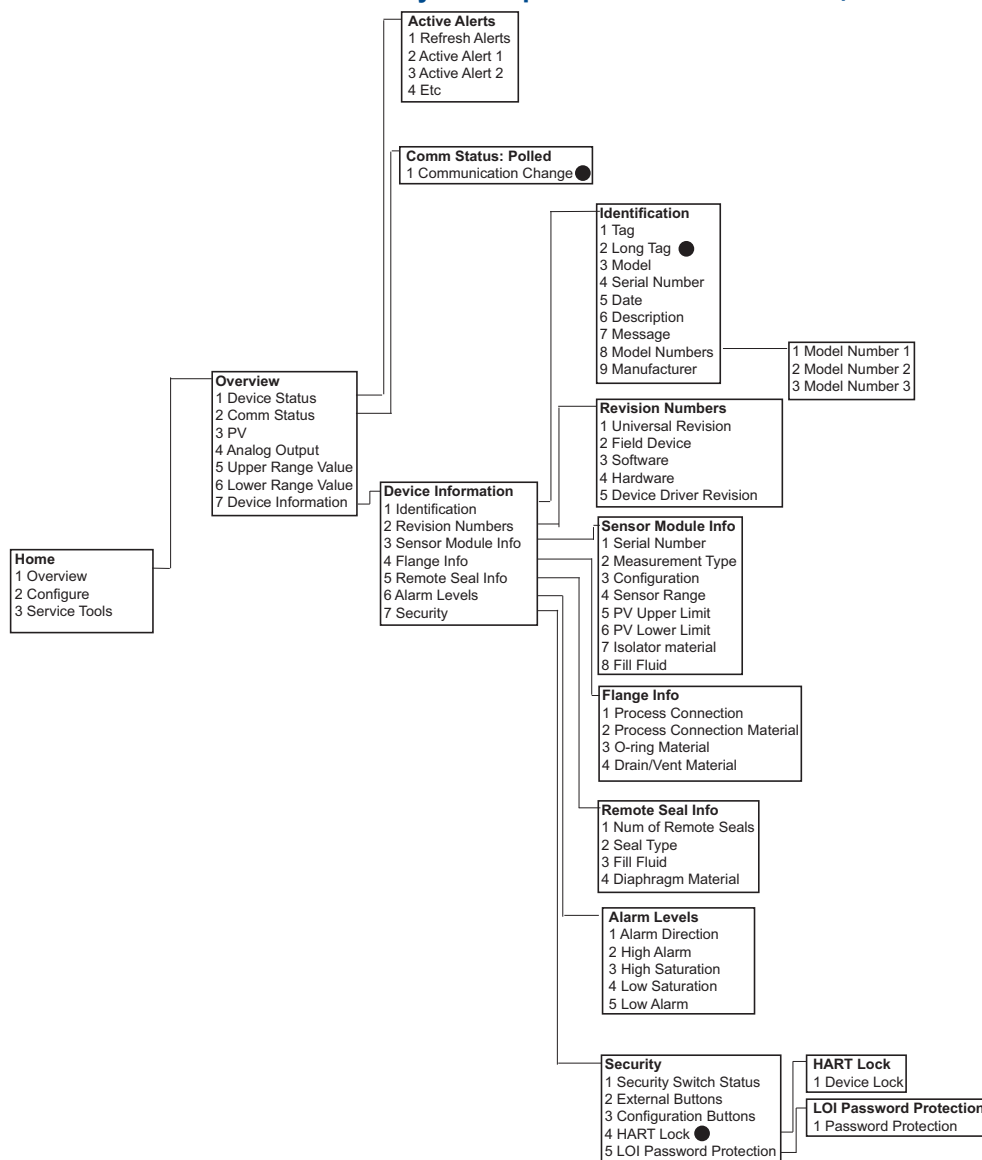 Active Alerts
1 Refresh Alerts
2 Active Alert 1
3 Active Alert 2
4 Etc
Comm Status: Polled
1 Communication Change
Identification
1 Tag
2 Long Tag
3 Model
4 Serial Number
5 Date
6 Description
7 Message
8 Model Numbers
9 Manufacturer
1 Model Number 1
2 Model Number 2
3 Model Number 3
Overview
1 Device Status
2 Comm Status
3 PV
4 Analog Output
5 Upper Range Value
6 Lower Range Value
7 Device Information
Revision Numbers
1 Universal Revision
2 Field Device
3 Software
4 Hardware
5 Device Driver Revision
Device Information
1 Identification
2 Revision Numbers
3 Sensor Module Info
4 Flange Info
5 Remote Seal Info
6 Alarm Levels
7 Security
Home
1 Overview
2 Configure
3 Service Tools
Sensor Module Info
1 Serial Number
2 Measurement Type
3 Configuration
4 Sensor Range
5 PV Upper Limit
6 PV Lower Limit
7 Isolator material
8 Fill Fluid
Flange Info
1 Process Connection
2 Process Connection Material
3 O-ring Material
4 Drain/Vent Material
Remote Seal Info
1 Num of Remote Seals
2 Seal Type
3 Fill Fluid
4 Diaphragm Material
Alarm Levels
1 Alarm Direction
2 High Alarm
3 High Saturation
4 Low Saturation
5 Low Alarm
Security
1 Security Switch Status
2 External Buttons
3 Configuration Buttons
4 HART Lock
5 LOI Password Protection
HART Lock
1 Device Lock
LOI Password Protection
1 Password Protection